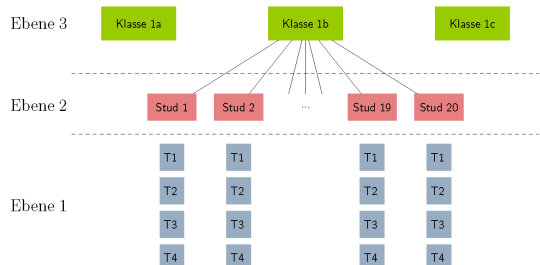 Ebene 3 Klasse 1a Klasse 1b Klasse 1c
Ebene 2 Stud 1 Stud 2 ... Stud 19 Stud 20
T1 T1 T1 T1
T2 T2 T2 T2
Ebene 1
T3 T3 T3 T3
T4 T4 T4 T4